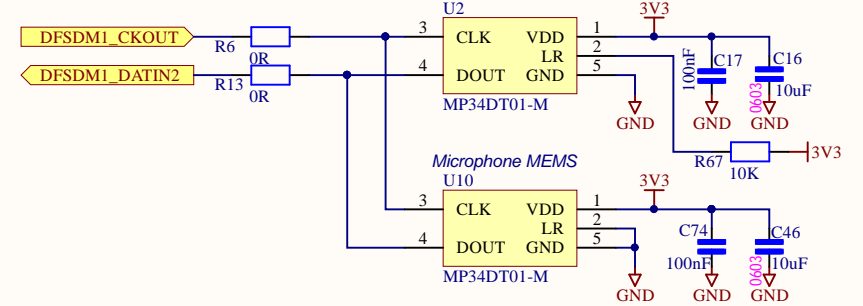 U2
3V3
DFSDM1_CKOUT
R6
0R
3
CLK
VDD
1
LR
2
C17
100nF
C16
10uF
0603
DFSDM1_DATIN2
R13
0R
4
DOUT
GND
5
MP34DT01-M
GND
GND
GND
R67
10K
3V3
Microphone MEMS
U10
3V3
3
CLK
VDD
1
LR
2
C74
100nF
C46
10uF
0603
4
DOUT
GND
5
MP34DT01-M
GND
GND
GND